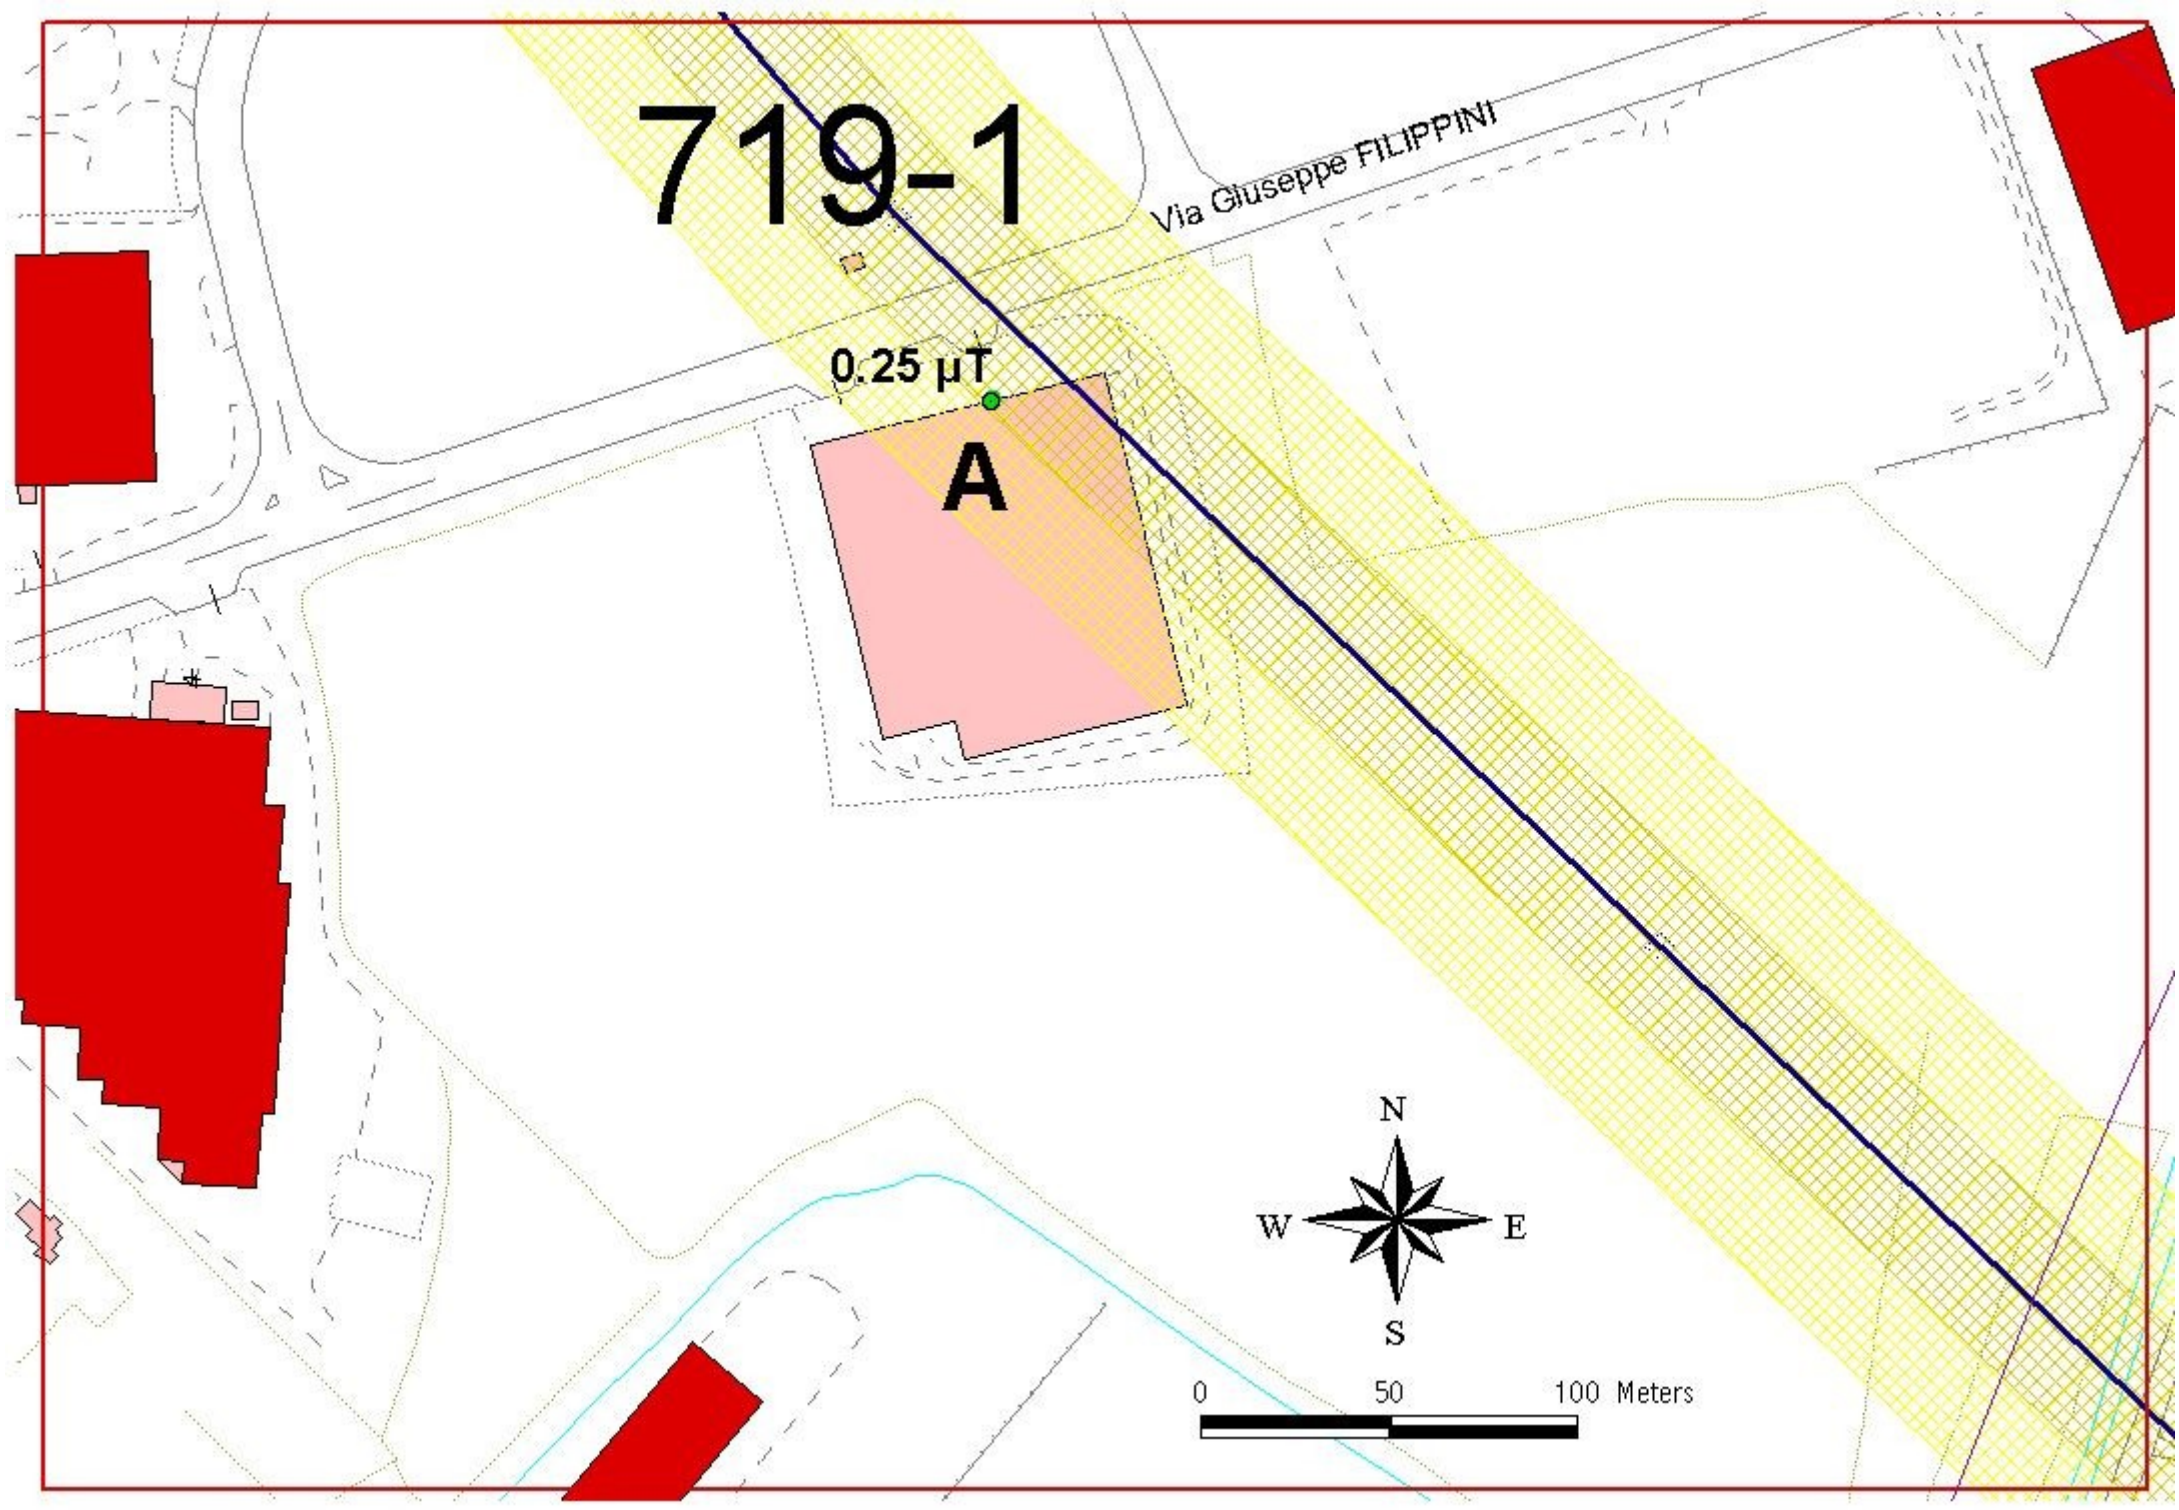 719-1
Via Giuseppe FILIPPINI
0.25 µT
A
N
W E
S
0 50 100 Meters